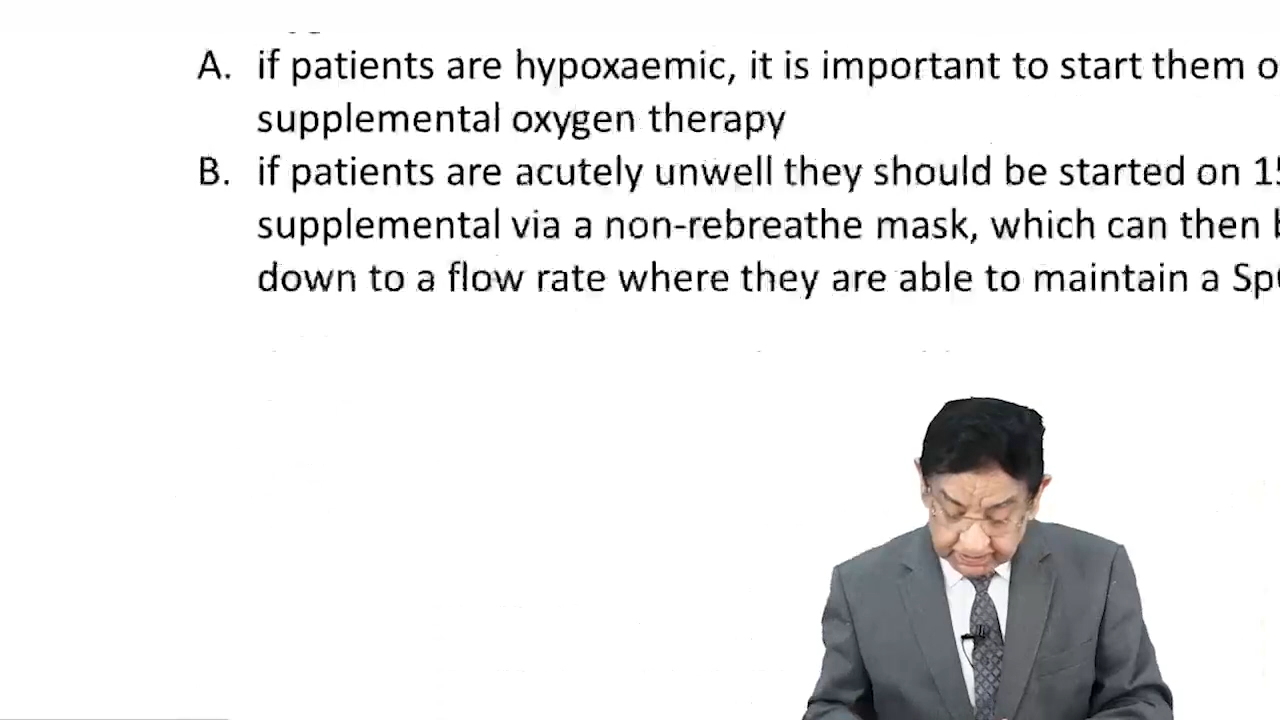 A. if patients are hypoxaemic, it is important to start them
supplemental oxygen therapy
B. if patients are acutely unwell they should be started on
supplemental via a non-rebreathe mask, which can then
down to a flow rate where they are able to maintain a